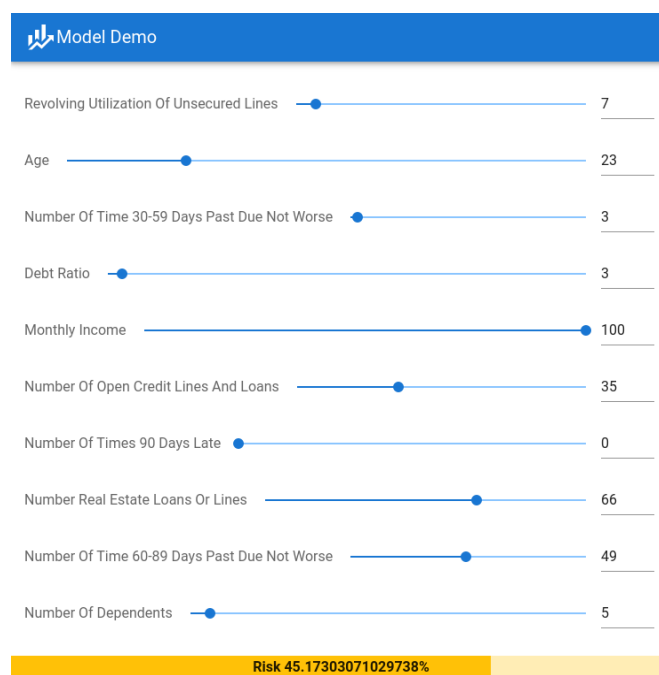 Model Demo
Revolving Utilization Of Unsecured Lines 7
Age 23
Number Of Time 30-59 Days Past Due Not Worse 3
Debt Ratio 3
Monthly Income 100
Number Of Open Credit Lines And Loans 35
Number Of Times 90 Days Late 0
Number Real Estate Loans Or Lines 66
Number Of Time 60-89 Days Past Due Not Worse 49
Number Of Dependents 5
Risk 45.17303071029738%